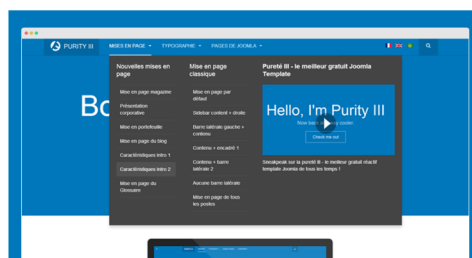 PURITY III
MISES EN PAGE
TYPOGRAPHIE
PAGES DE JOOMLA
Nouvelles mises en
page
Mise en page magazine
Présentation
corporative
Mise en portefeuille
Mise en page du blog
Caractéristiques intro 1
Caractéristiques intro 2
Mise en page du
Glossaire
Mise en page
classique
Mise en page par
défaut
Sidebar content + droite
Barre latérale gauche +
contenu
Contenu + encadré 1
Contenu + barre
latérale 2
Aucune barre latérale
Mise en page de tous
les postes
Pureté III - le meilleur gratuit Joomla
Template
Hello, I'm Purity III
Check me out
Sneakpeak sur la pureté III - le meilleur gratuit réactif
template Joomla de tous les temps !
Bo